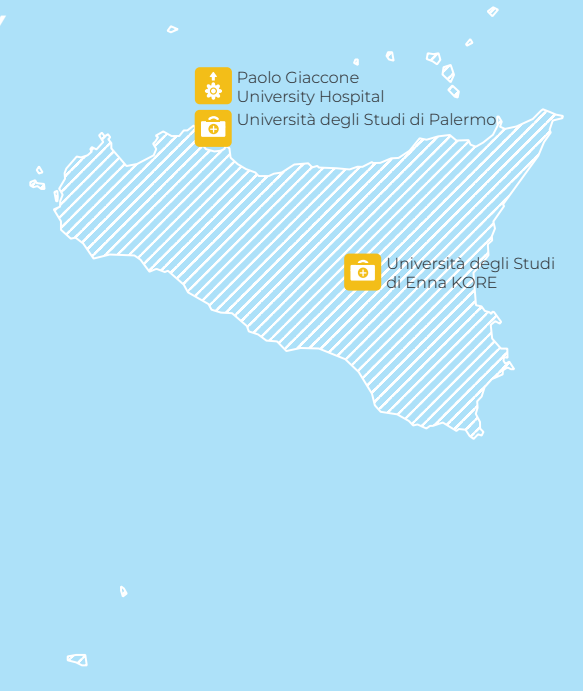 Paolo Giaccone
University Hospital
Università degli Studi di Palermo
Università degli Studi
di Enna KORE